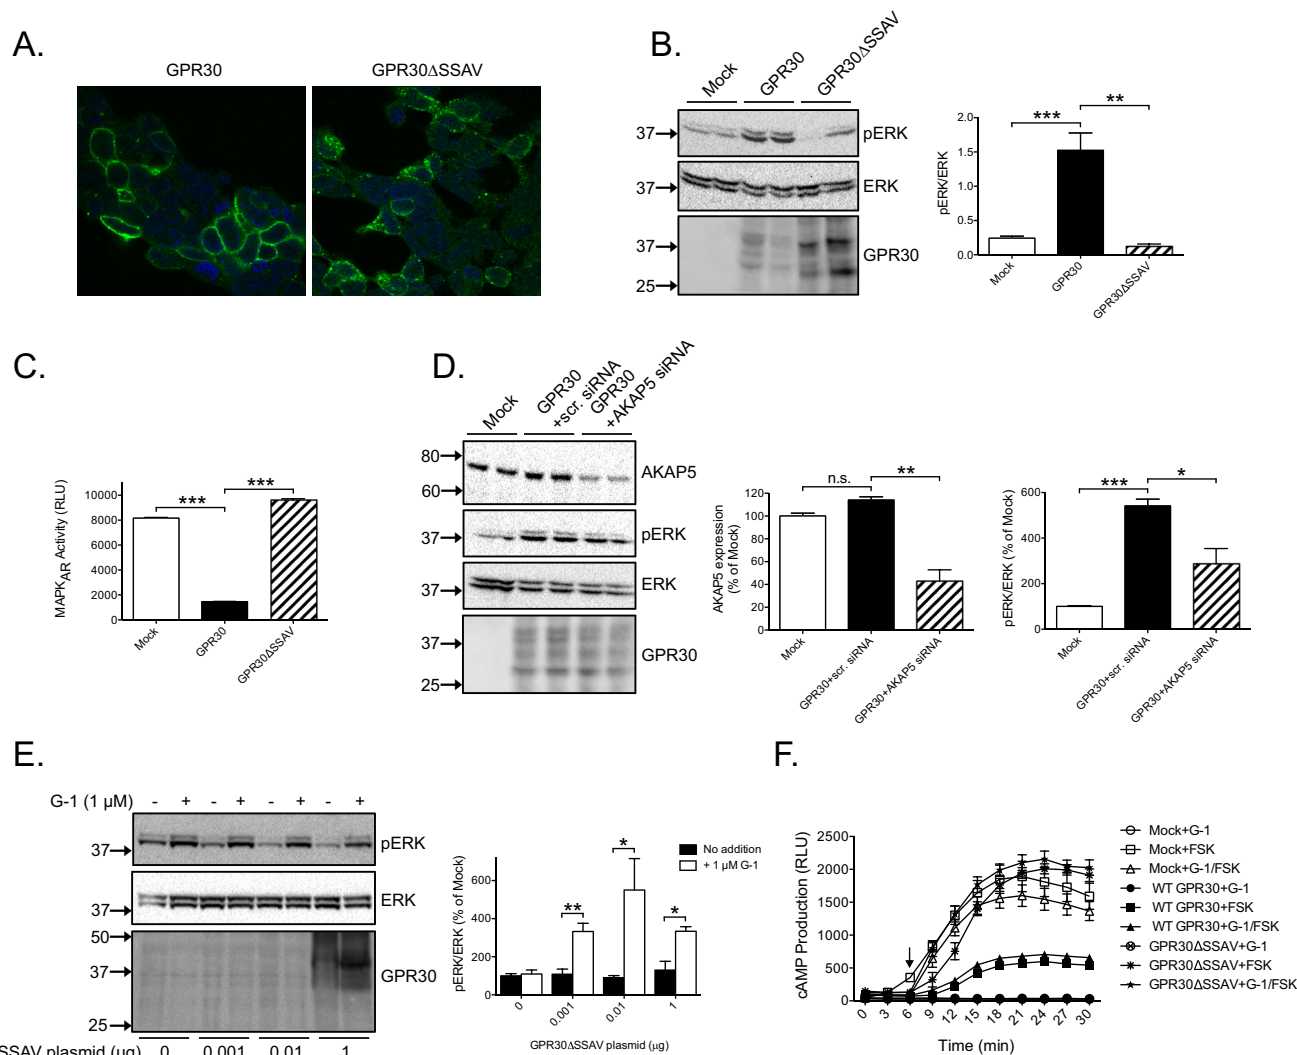 A.
GPR30
GPR30ΔSSAV
B.
Mock
GPR30
GPR30ΔSSAV
37
pERK
37
ERK
37
25
GPR30
pERK/ERK
2.0
1.5
1.0
0.5
0.0
***
**
Mock
GPR30
GPR30ΔSSAV
C.
MAPK_AR Activity (RLU)
10000
8000
6000
4000
2000
0
***
***
Mock
GPR30
GPR30ΔSSAV
D.
Mock
GPR30
+scr. siRNA
GPR30
+AKAP5 siRNA
80
60
AKAP5
37
pERK
37
ERK
37
25
GPR30
AKAP5 expression
(% of Mock)
120
100
80
60
40
20
0
n.s.
**
Mock
GPR30+scr. siRNA
GPR30+AKAP5 siRNA
pERK/ERK (% of Mock)
600
400
200
0
***
*
Mock
GPR30+scr. siRNA
GPR30+AKAP5 siRNA
E.
G-1 (1 µM) - + - + - + - +
37
pERK
37
ERK
50
37
25
GPR30
SSAV plasmid (µg) 0 0.001 0.01 1
pERK/ERK (% of Mock)
600
400
200
0
No addition
+ 1 µM G-1
**
*
*
0
0.001
0.01
1
GPR30ΔSSAV plasmid (µg)
F.
cAMP Production (RLU)
2500
2000
1500
1000
500
0
0 3 6 9 12 15 18 21 24 27 30
Time (min)
Mock+G-1
Mock+FSK
Mock+G-1/FSK
WT GPR30+G-1
WT GPR30+FSK
WT GPR30+G-1/FSK
GPR30ΔSSAV+G-1
GPR30ΔSSAV+FSK
GPR30ΔSSAV+G-1/FSK